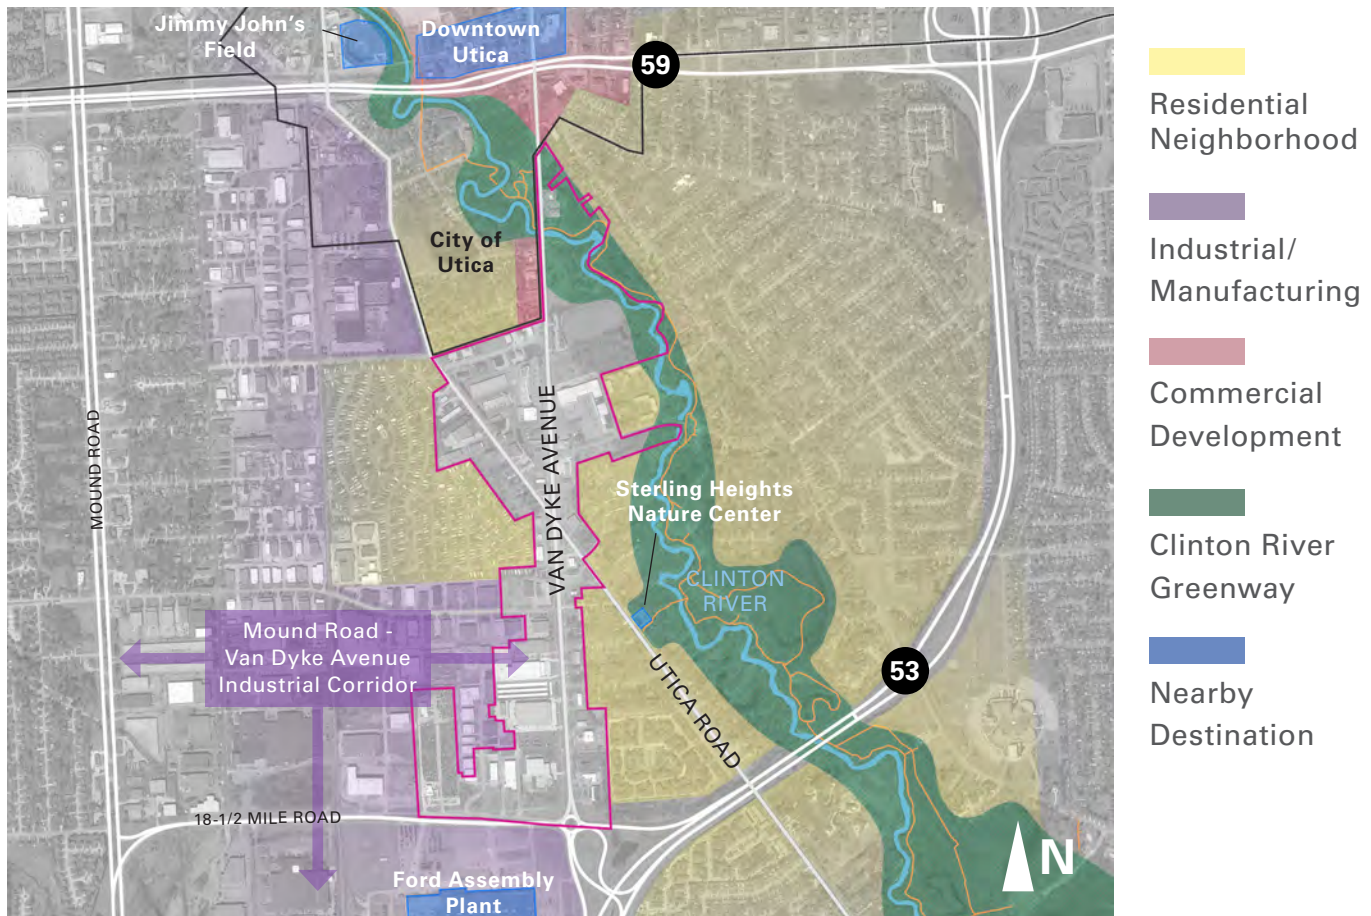 Jimmy John's
Field
Downtown
Utica
59
City of
Utica
MOUND ROAD
VAN DYKE AVENUE
Sterling Heights
Nature Center
CLINTON
RIVER
Mound Road -
Van Dyke Avenue
Industrial Corridor
UTICA ROAD
53
18-1/2 MILE ROAD
Ford Assembly
Plant
N
Residential
Neighborhood
Industrial/
Manufacturing
Commercial
Development
Clinton River
Greenway
Nearby
Destination